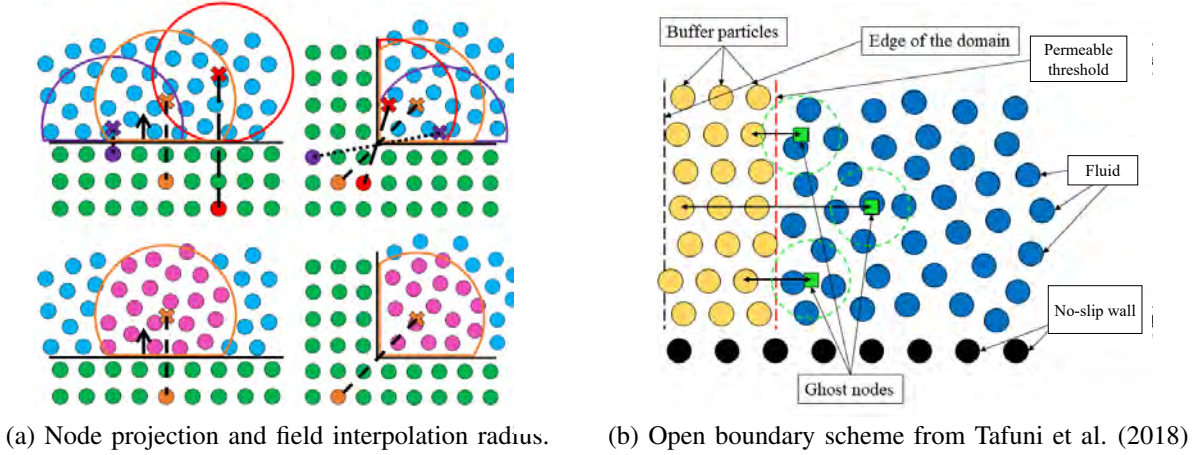 Buffer particles
Edge of the domain
Permeable
threshold
Fluid
No-slip wall
Ghost nodes
(a) Node projection and field interpolation radius.
(b) Open boundary scheme from Tafuni et al. (2018)